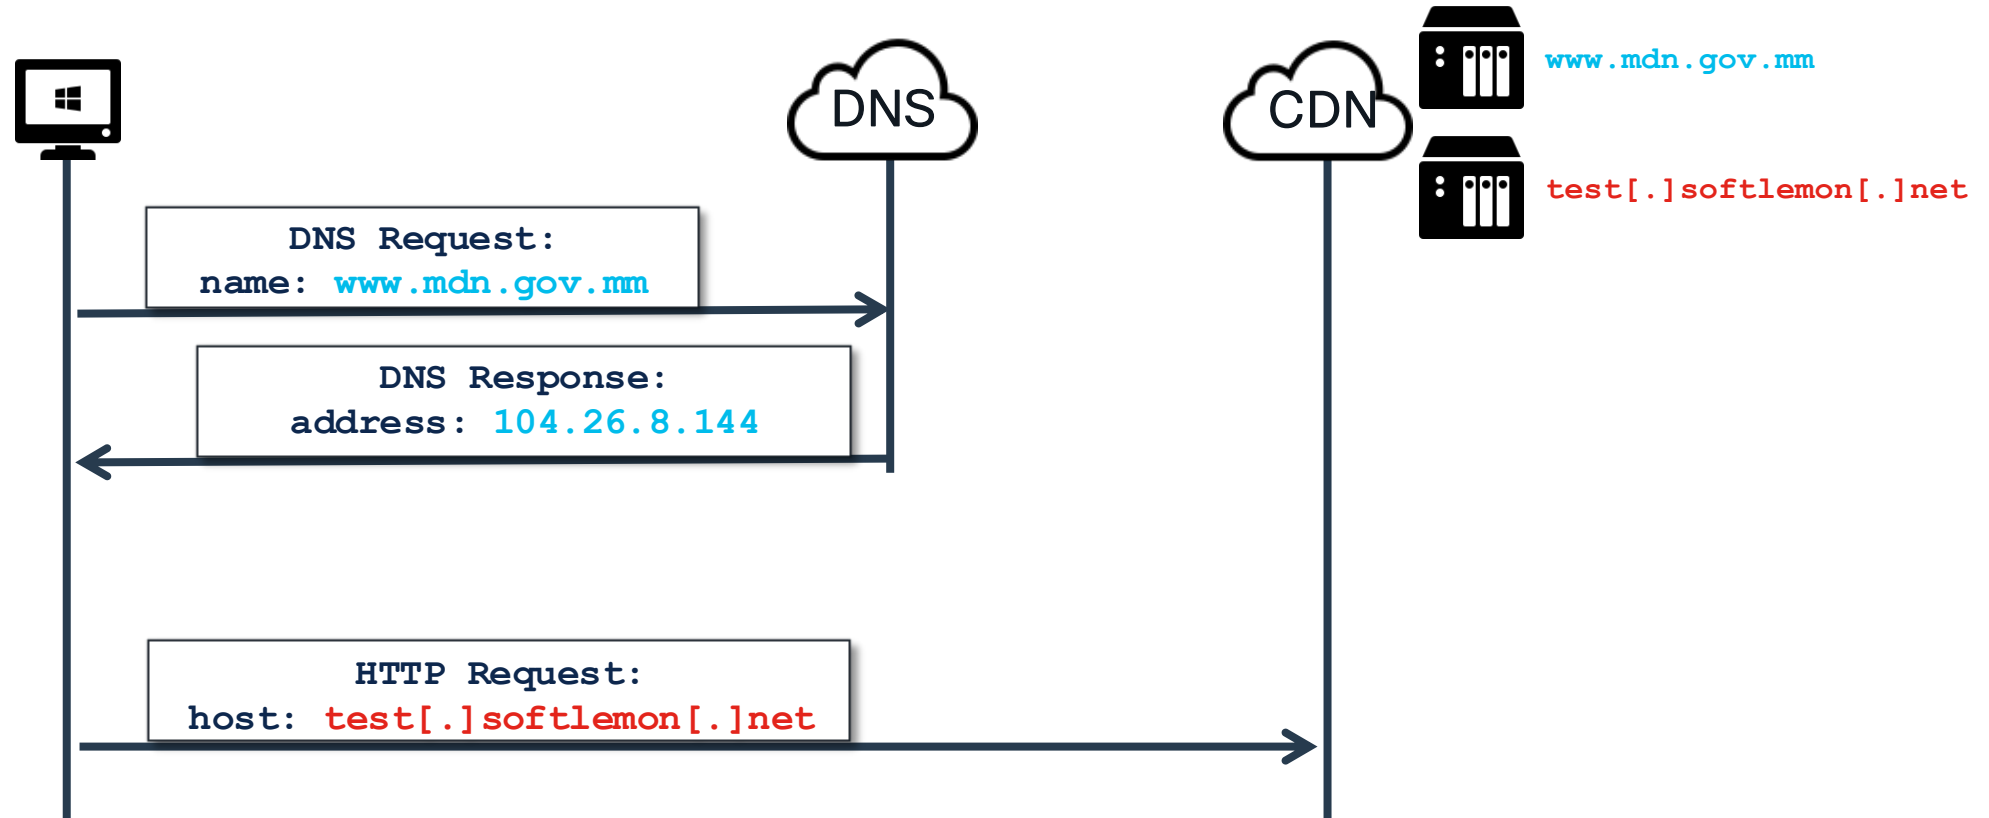 DNS
CDN
www.mdn.gov.mm
test[.]softlemon[.]net
DNS Request:
name: www.mdn.gov.mm
DNS Response:
address: 104.26.8.144
HTTP Request:
host: test[.]softlemon[.]net